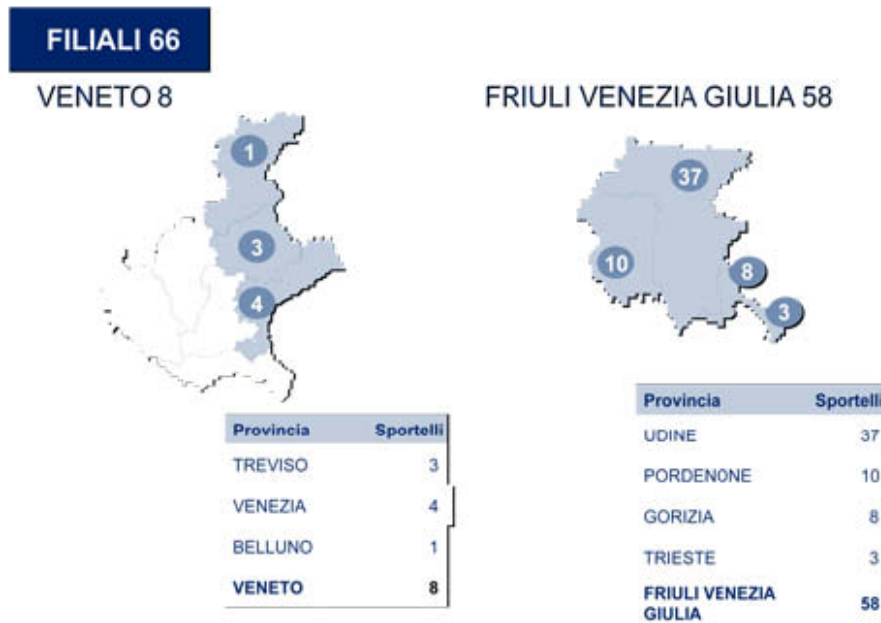 FILIALI 66
VENETO 8
1
3
4
Provincia Sportelli
TREVISO 3
VENEZIA 4
BELLUNO 1
VENETO 8
FRIULI VENEZIA GIULIA 58
37
10
8
3
Provincia Sportelli
UDINE 37
PORDENONE 10
GORIZIA 8
TRIESTE 3
FRIULI VENEZIA
GIULIA 58